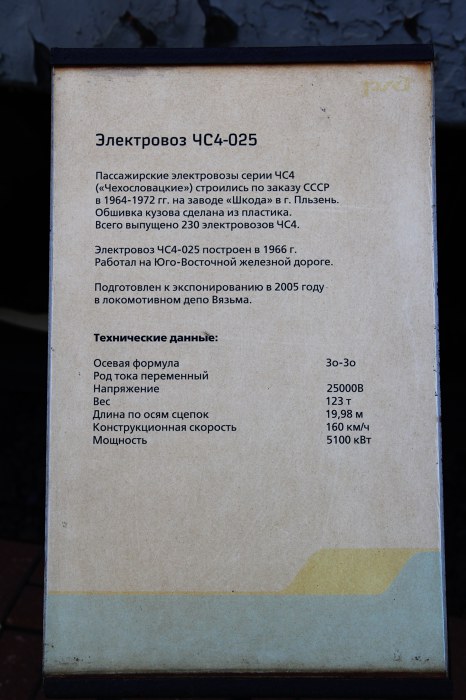 Электровоз ЧС4-025
Пассажирские электровозы серии ЧС4
(«Чехословацкие») строились по заказу СССР
в 1964-1972 гг. на заводе «Шкода» в г. Пльзень.
Обшивка кузова сделана из пластика.
Всего выпущено 230 электровозов ЧС4.
Электровоз ЧС4-025 построен в 1966 г.
Работал на Юго-Восточной железной дороге.
Подготовлен к экспонированию в 2005 году
в локомотивном депо Вязьма.
Технические данные:
Осевая формула 3о-3о
Род тока переменный
Напряжение 25000В
Вес 123 т
Длина по осям сцепок 19,98 м
Конструкционная скорость 160 км/ч
Мощность 5100 кВт